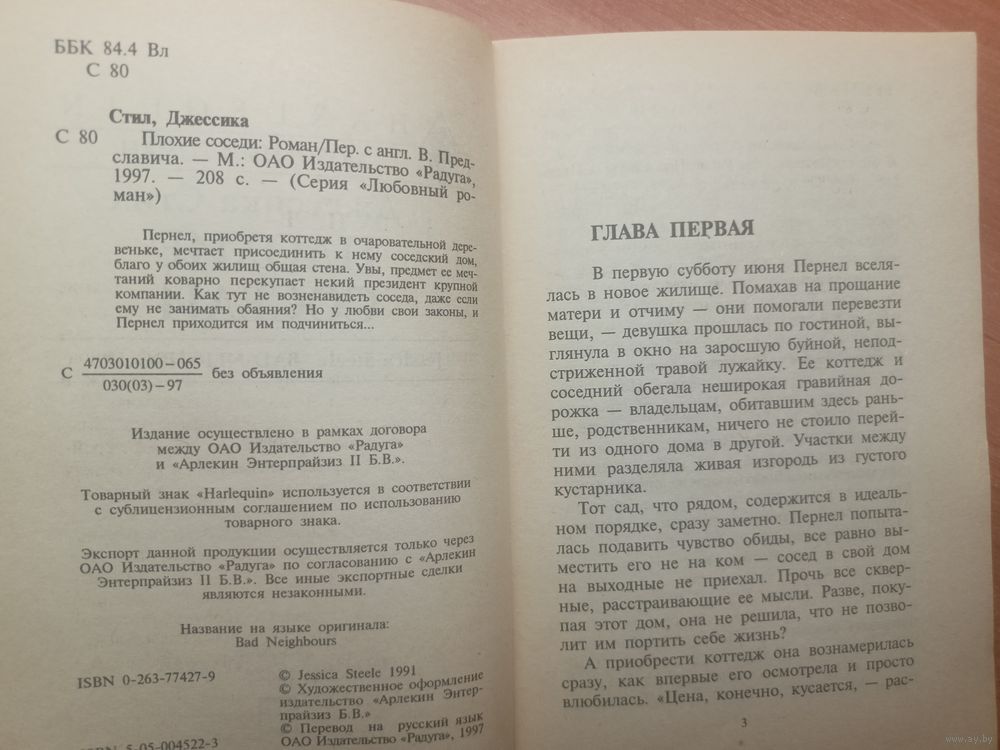 ББК 84.4 Вл
С 80
Стил, Джессика
С 80 Плохие соседи: Роман/Пер. с англ. В. Пред-
славича. — М.: ОАО Издательство «Радуга»,
1997. — 208 с. — (Серия «Любовный ро-
ман»)
Пернел, приобретя коттедж в очаровательной дере-
веньке, мечтает присоединить к нему соседский дом,
благо у обоих жилищ общая стена. Увы, предмет ее меч-
таний коварно перекупает некий президент крупной
компании. Как тут не возненавидеть соседа, даже если
ему не занимать обаяния? Но у любви свои законы, и
Пернел приходится им подчиниться...
С 4703010100—065 без объявления
030(03)—97
Издание осуществлено в рамках договора
между ОАО Издательство «Радуга»
и «Арлекин Энтерпрайзиз II Б.В.».
Товарный знак «Harlequin» используется в соответствии
с сублицензионным соглашением по использованию
товарного знака.
Экспорт данной продукции осуществляется только через
ОАО Издательство «Радуга» по согласованию с «Арлекин
Энтерпрайзиз II Б.В.». Все иные экспортные сделки
являются незаконными.
Название на языке оригинала:
Bad Neighbours
ISBN 0-263-77427-9
© Jessica Steele 1991
© Художественное оформление
издательство «Арлекин Энтер-
прайзиз Б.В.»
© Перевод на русский язык
ОАО Издательство «Радуга», 1997
ISBN 5-05-004522-3
ГЛАВА ПЕРВАЯ
В первую субботу июня Пернел вселя-
лась в новое жилище. Помахав на прощание
матери и отчиму — они помогали перевезти
вещи, — девушка прошлась по гостиной, вы-
глянула в окно на заросшую буйной, непод-
стриженной травой лужайку. Ее коттедж и
соседний обегала неширокая гравийная до-
рожка — владельцам, обитавшим здесь рань-
ше, родственникам, ничего не стоило перей-
ти из одного дома в другой. Участки между
ними разделяла живая изгородь из густого
кустарника.
Тот сад, что рядом, содержится в идеаль-
ном порядке, сразу заметно. Пернел попыта-
лась подавить чувство обиды, все равно вы-
местить его не на ком — сосед в свой дом
на выходные не приехал. Прочь все сквер-
ные, расстраивающие ее мысли. Разве, поку-
пая этот дом, она не решила, что не позво-
лит им портить себе жизнь?
А приобрести коттедж она вознамерилась
сразу, как впервые его осмотрела и просто
влюбилась. «Цена, конечно, кусается, — рас-
3
www.ay.by